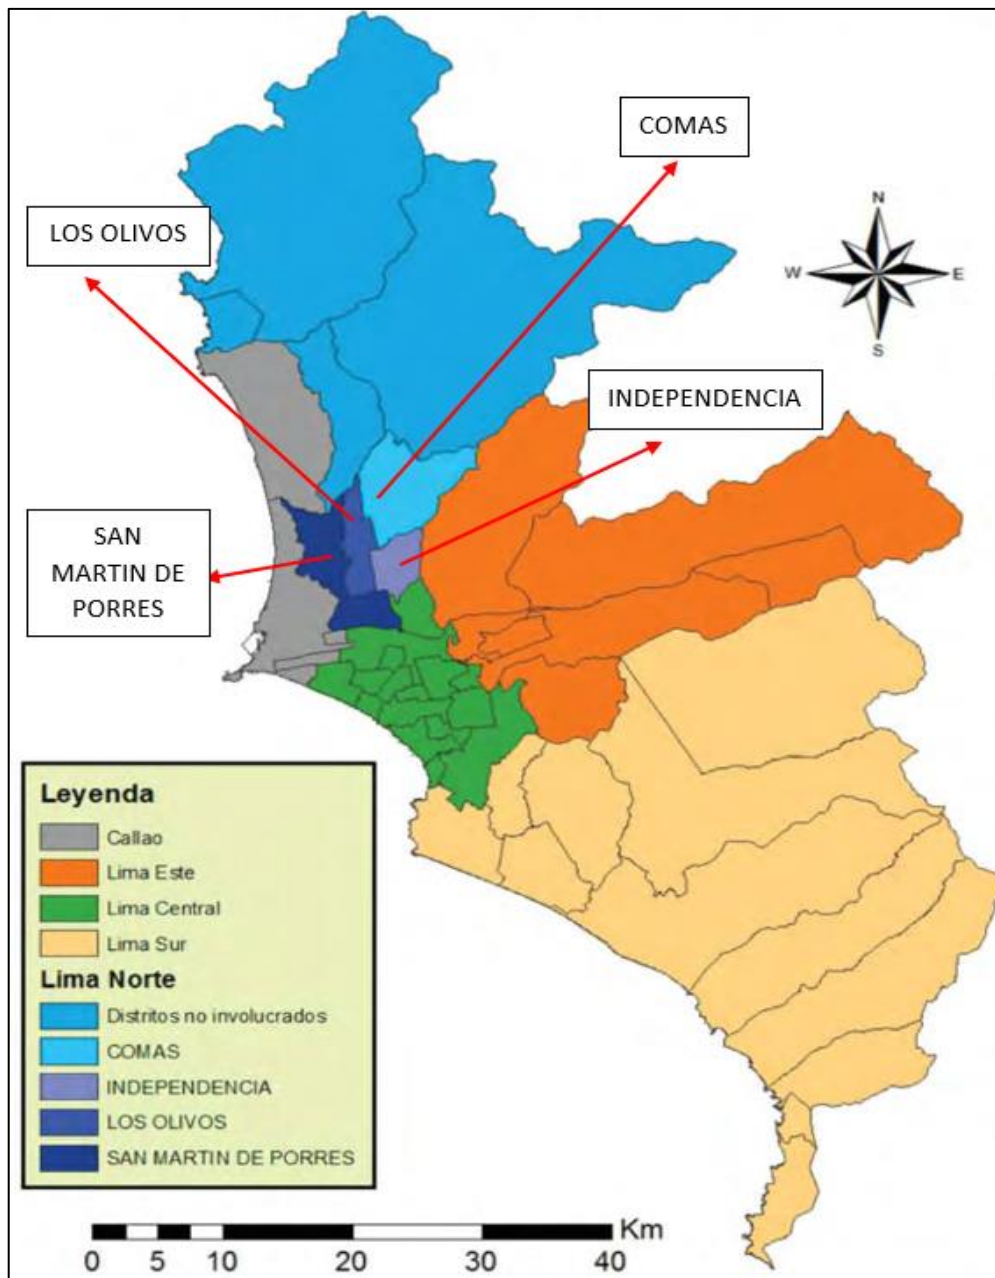 COMAS
LOS OLIVOS
N
W
E
S
INDEPENDENCIA
SAN
MARTIN DE
PORRES
Leyenda
Callao
Lima Este
Lima Central
Lima Sur
Lima Norte
Distritos no involucrados
COMAS
INDEPENDENCIA
LOS OLIVOS
SAN MARTIN DE PORRES
Km
0 5 10 20 30 40